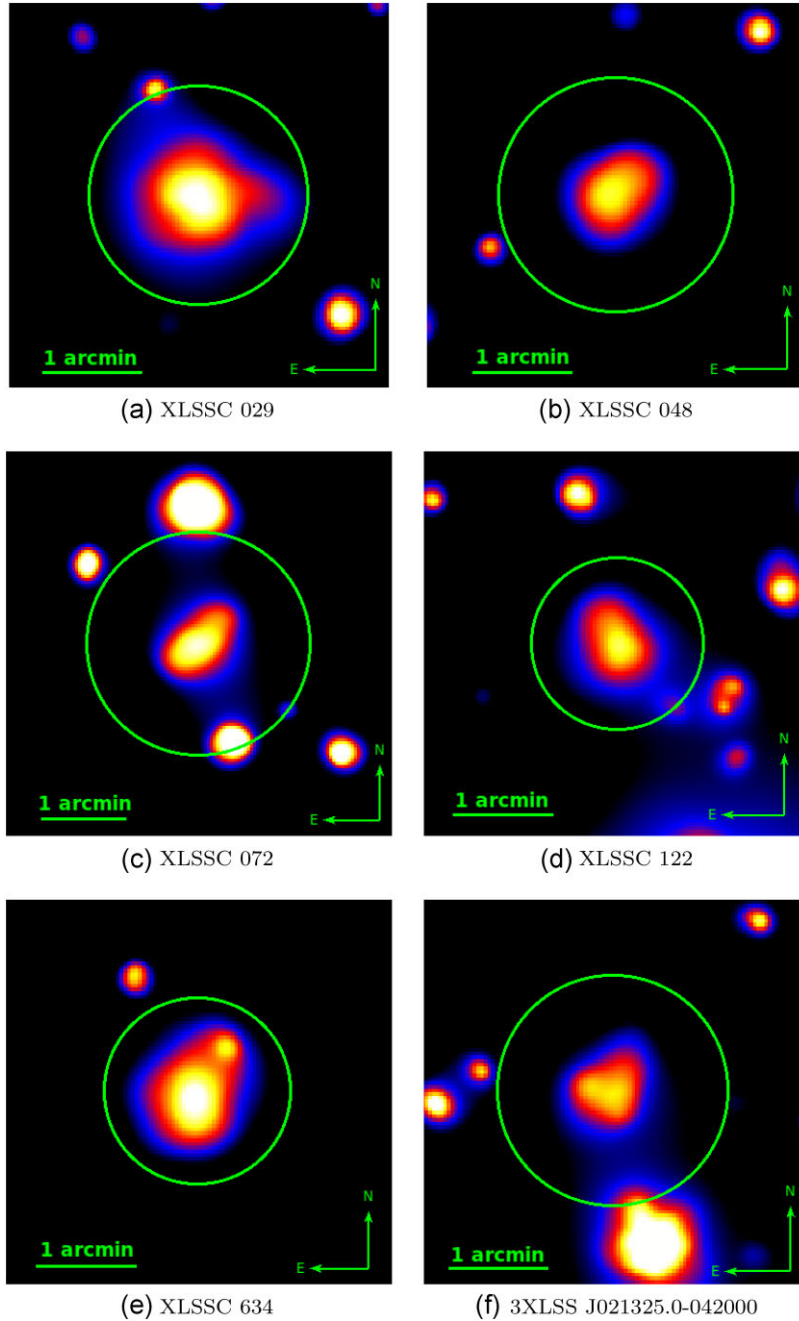 N
1 arcmin
E
(a) XLSSC 029
N
1 arcmin
E
(b) XLSSC 048
N
1 arcmin
E
(c) XLSSC 072
N
1 arcmin
E
(d) XLSSC 122
N
1 arcmin
E
(e) XLSSC 634
N
1 arcmin
E
(f) 3XLSS J021325.0-042000